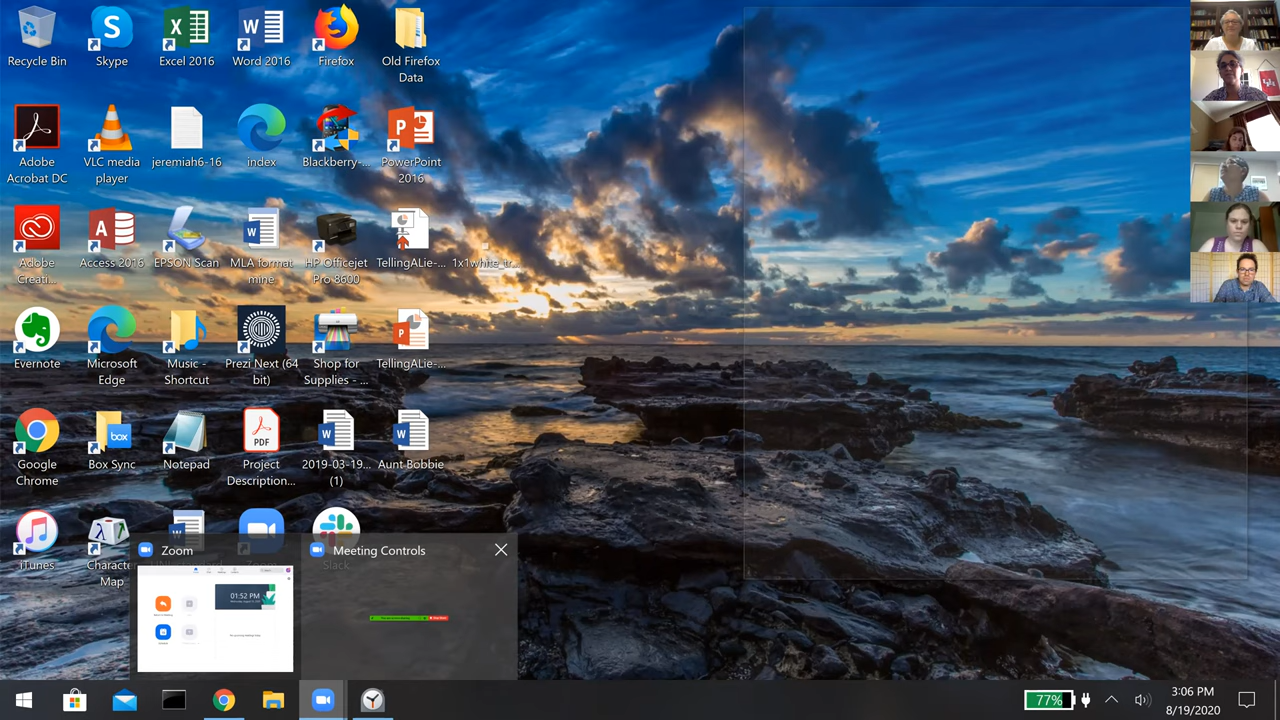 Recycle Bin
Skype
Excel 2016
Word 2016
Firefox
Old Firefox
Data
Adobe
Acrobat DC
VLC media
player
jeremiah6-16
index
Blackberry-...
PowerPoint
2016
Adobe
Creati...
Access 2016
EPSON Scan
MLA format
mine
HP Officejet
Pro 8600
TellingALie-...
1x1white_tr...
Evernote
Microsoft
Edge
Music -
Shortcut
Prezi Next (64
bit)
Shop for
Supplies - ...
TellingALie-...
Google
Chrome
box
Box Sync
Notepad
PDF
Project
Description...
2019-03-19...
(1)
Aunt Bobbie
iTunes
Character
Map
Slack
Zoom
Meeting Controls
01:52 PM
77%
3:06 PM
8/19/2020